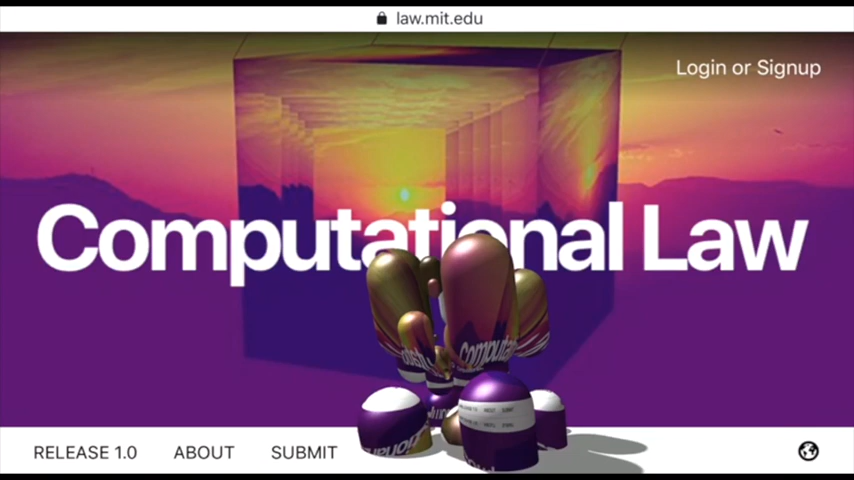 law.mit.edu
Login or Signup
Computational Law
RELEASE 1.0 ABOUT SUBMIT